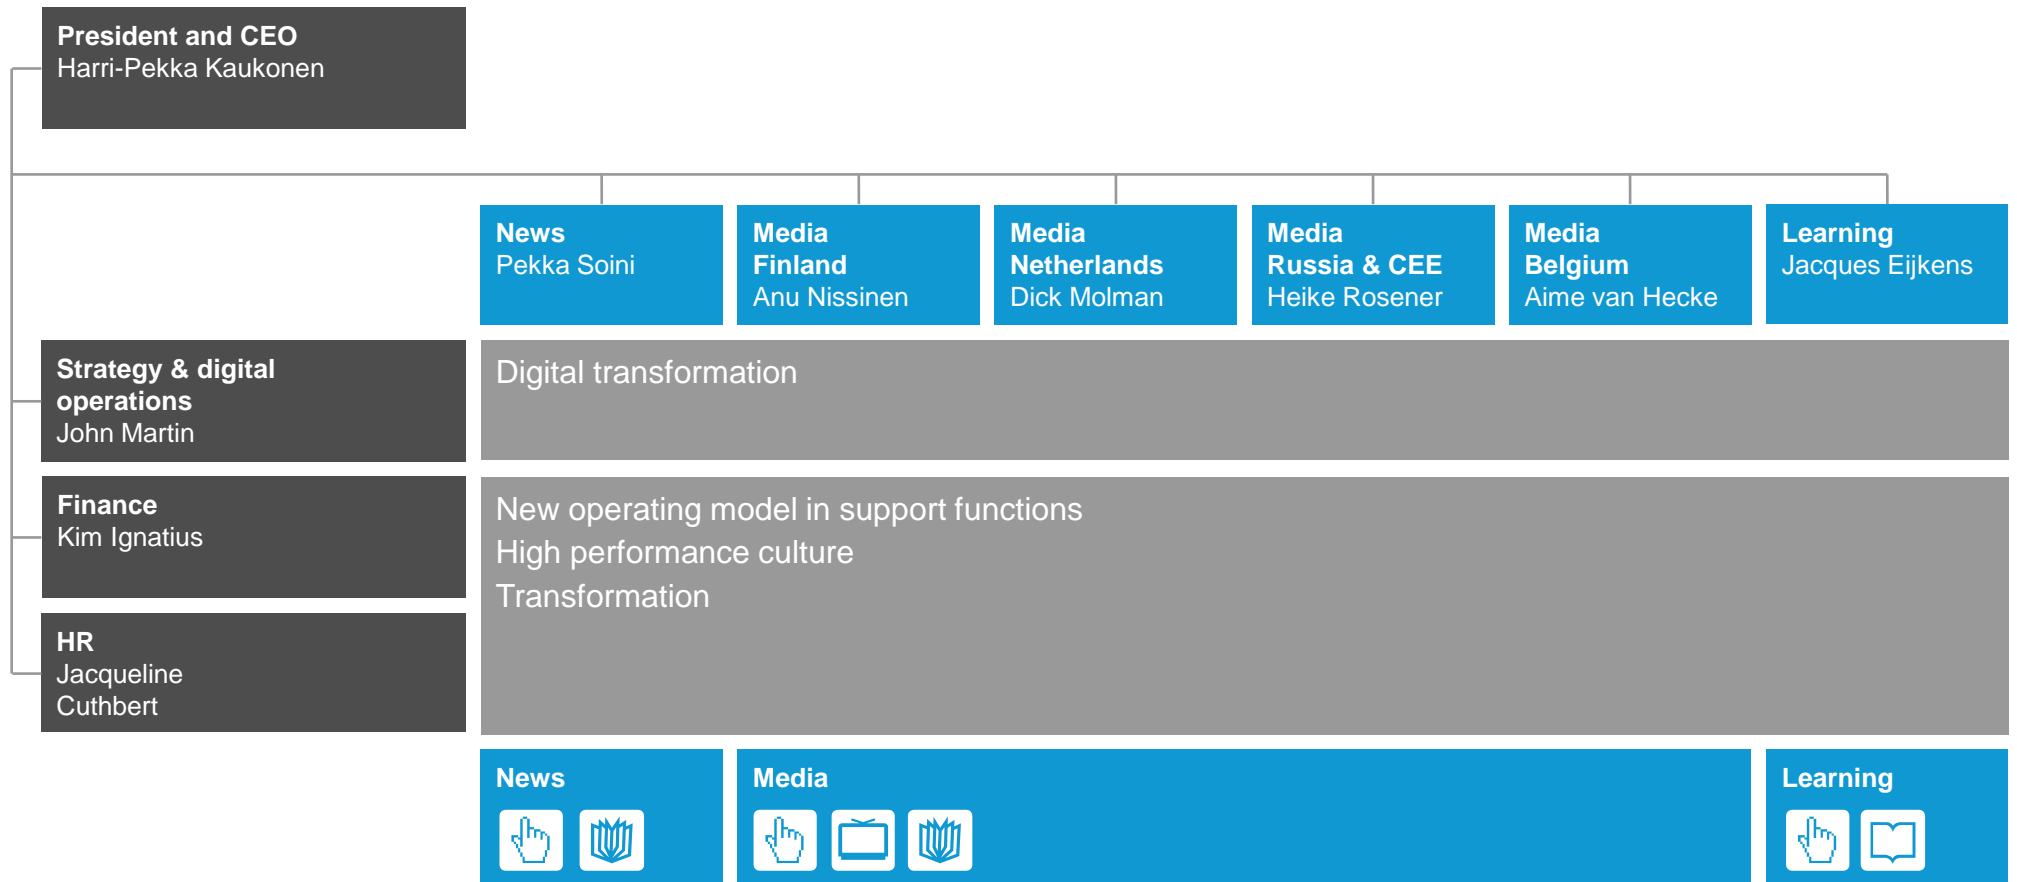 President and CEO
Harri-Pekka Kaukonen
News
Pekka Soini
Media
Finland
Anu Nissinen
Media
Netherlands
Dick Molman
Media
Russia & CEE
Heike Rosener
Media
Belgium
Aime van Hecke
Learning
Jacques Eijkens
Strategy & digital
operations
John Martin
Digital transformation
Finance
Kim Ignatius
New operating model in support functions
High performance culture
Transformation
HR
Jacqueline
Cuthbert
News
Media
Learning